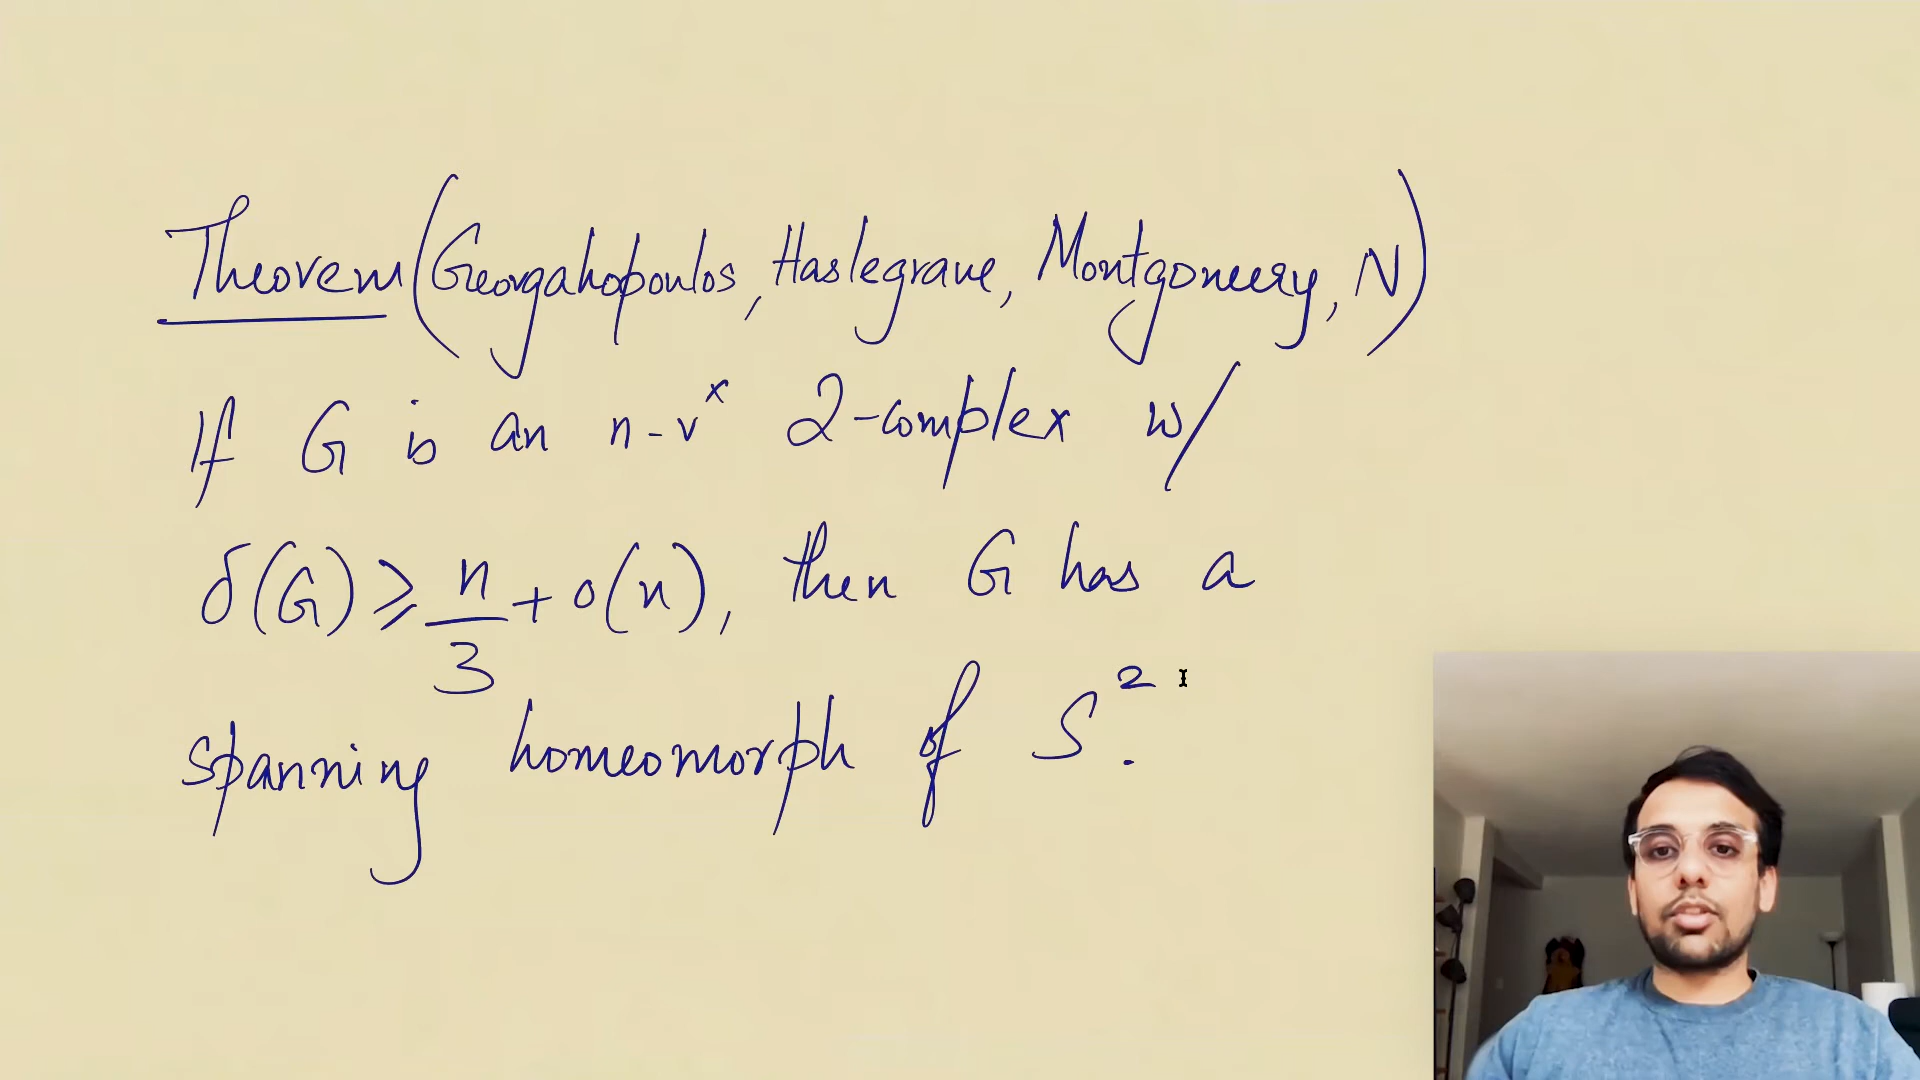 Theorem (Georgakopoulos, Haslegrave, Montgomery, N)
If G is an n-vˣ 2-complex w/
δ(G) ≥ n/3 + o(n), then G has a
spanning homeomorph of S².